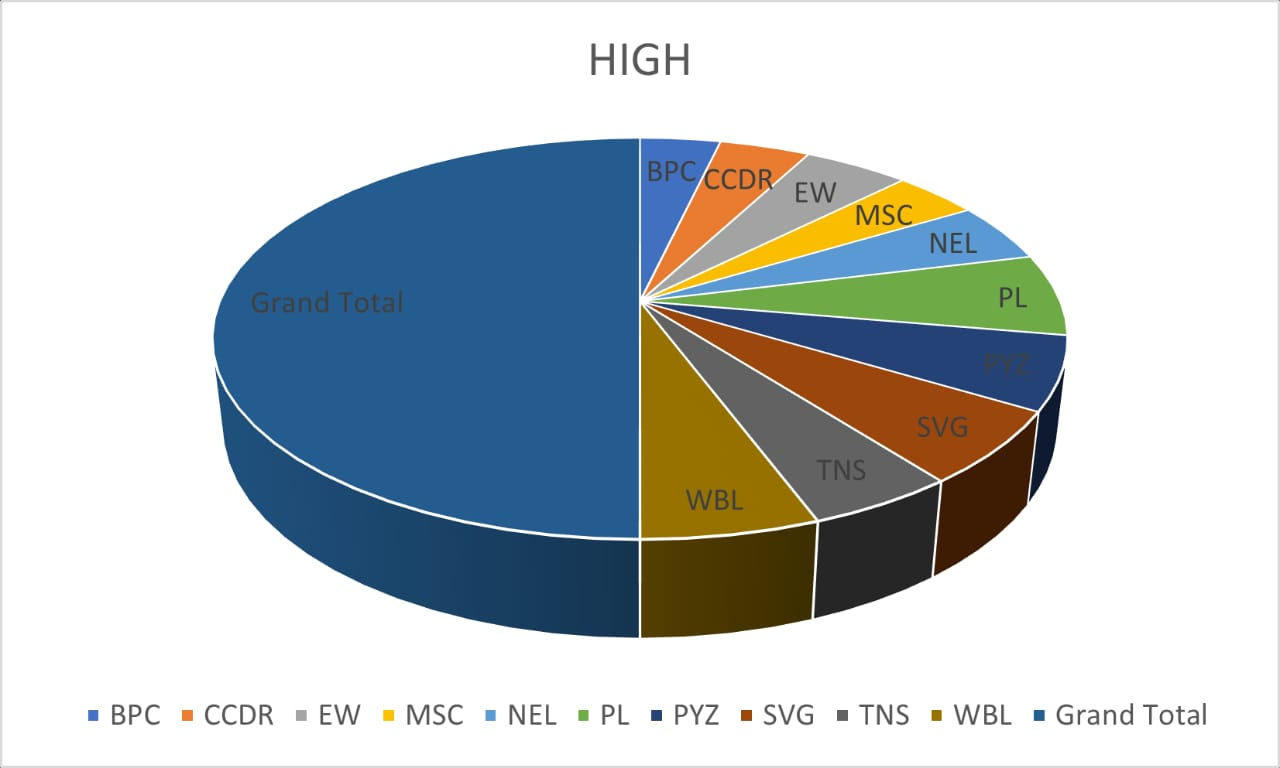 HIGH
BPC
CCDR
EW
MSC
NEL
PL
PYZ
SVG
TNS
WBL
Grand Total
BPC CCDR EW MSC NEL PL PYZ SVG TNS WBL Grand Total